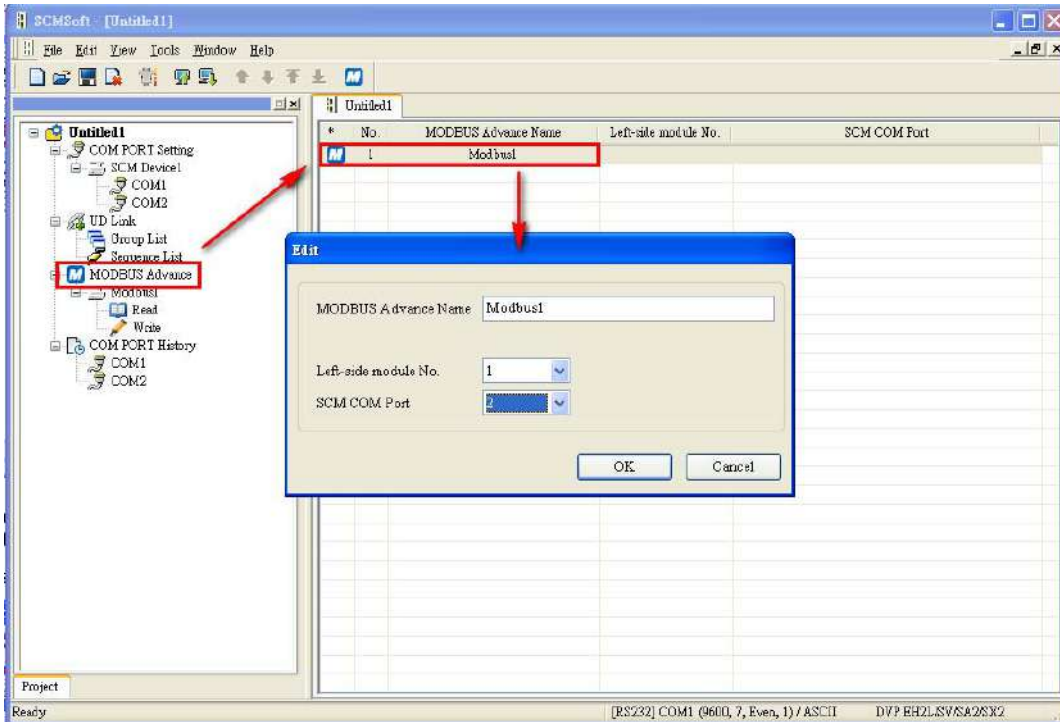 SCMSoft - [Untitled1]
File Edit View Tools Window Help
Untitled1
COM PORT Setting
SCM Device1
COM1
COM2
UD Link
Group List
Sequence List
MODBUS Advance
Modbus1
Read
Write
COM PORT History
COM1
COM2
Project
Untitled1
* No. MODBUS Advance Name Left-side module No. SCM COM Port
1 Modbus1
Edit
MODBUS Advance Name Modbus1
Left-side module No. 1
SCM COM Port 2
OK Cancel
Ready [RS232] COM1 (9600, 7, Even, 1) / ASCII DVP EH2L/SV/SA2/SX2